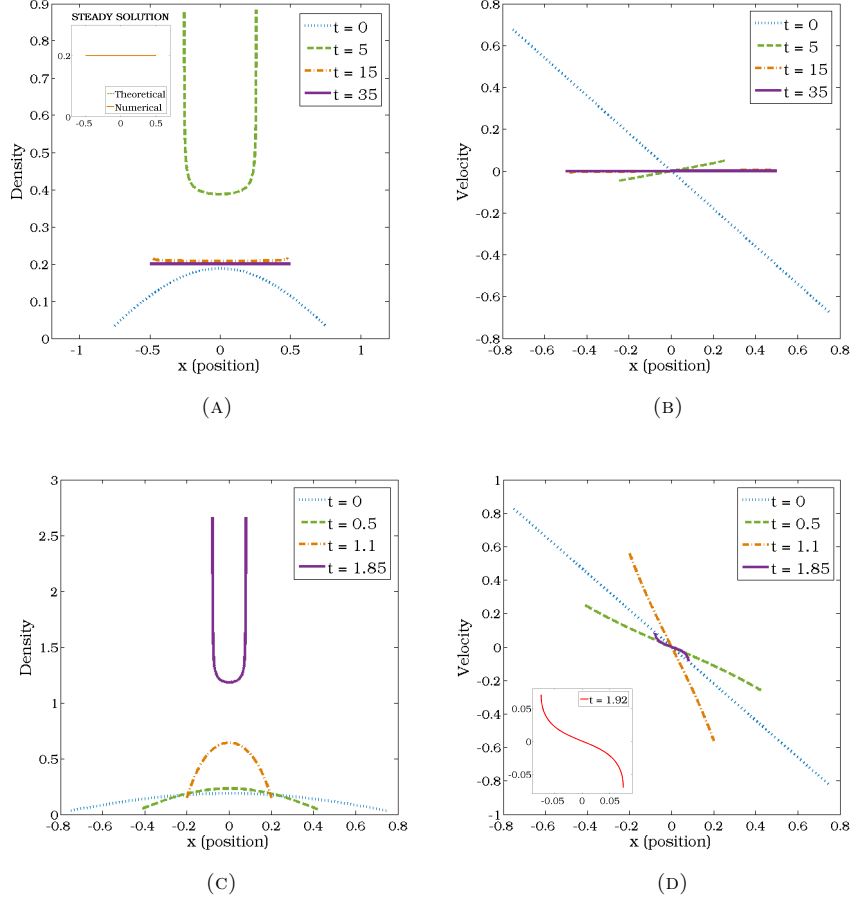 STEADY SOLUTION
0.2
0
-0.5 0 0.5
Theoretical
Numerical
t = 0
t = 5
t = 15
t = 35
0.9
0.8
0.7
0.6
0.5
0.4
0.3
0.2
0.1
0
Density
-1 -0.5 0 0.5 1
x (position)
(A)
t = 0
t = 5
t = 15
t = 35
0.8
0.6
0.4
0.2
0
-0.2
-0.4
-0.6
-0.8
Velocity
-0.8 -0.6 -0.4 -0.2 0 0.2 0.4 0.6 0.8
x (position)
(B)
t = 0
t = 0.5
t = 1.1
t = 1.85
3
2.5
2
1.5
1
0.5
0
Density
-0.8 -0.6 -0.4 -0.2 0 0.2 0.4 0.6 0.8
x (position)
(C)
t = 0
t = 0.5
t = 1.1
t = 1.85
1
0.8
0.6
0.4
0.2
0
-0.2
-0.4
-0.6
-0.8
-1
Velocity
t = 1.92
0.05
0
-0.05
-0.05 0 0.05
-0.8 -0.6 -0.4 -0.2 0 0.2 0.4 0.6 0.8
x (position)
(D)